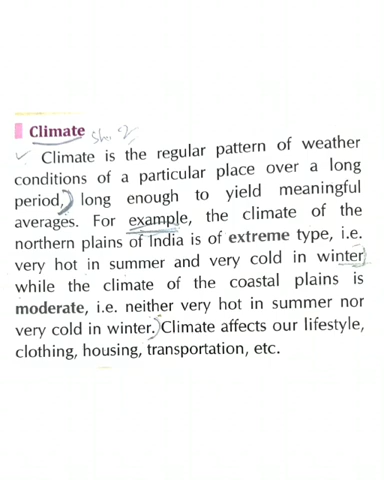 Climate
Climate is the regular pattern of weather
conditions of a particular place over a long
period, long enough to yield meaningful
averages. For example, the climate of the
northern plains of India is of extreme type, i.e.
very hot in summer and very cold in winter
while the climate of the coastal plains is
moderate, i.e. neither very hot in summer nor
very cold in winter. Climate affects our lifestyle,
clothing, housing, transportation, etc.